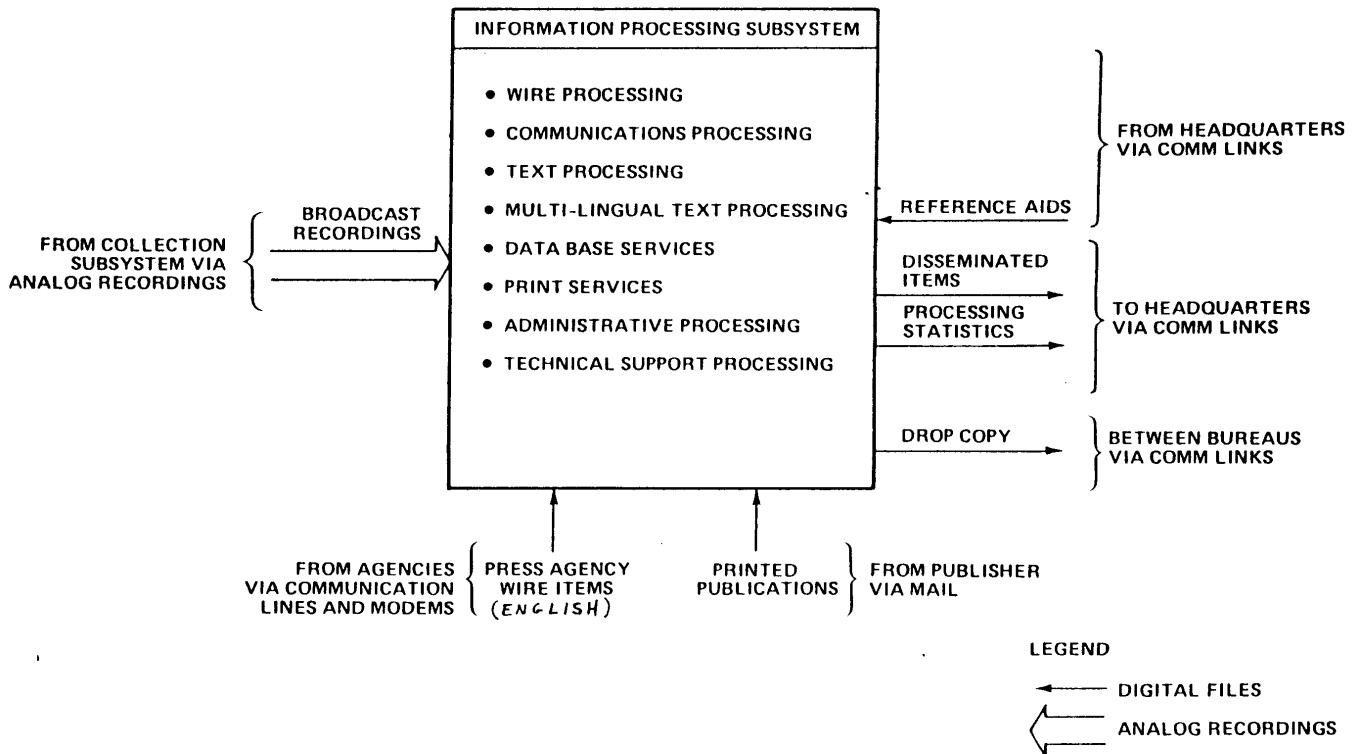 INFORMATION PROCESSING SUBSYSTEM
• WIRE PROCESSING
• COMMUNICATIONS PROCESSING
• TEXT PROCESSING
• MULTI-LINGUAL TEXT PROCESSING
• DATA BASE SERVICES
• PRINT SERVICES
• ADMINISTRATIVE PROCESSING
• TECHNICAL SUPPORT PROCESSING
FROM COLLECTION
SUBSYSTEM VIA
ANALOG RECORDINGS
BROADCAST
RECORDINGS
FROM HEADQUARTERS
VIA COMM LINKS
REFERENCE AIDS
DISSEMINATED
ITEMS
PROCESSING
STATISTICS
TO HEADQUARTERS
VIA COMM LINKS
DROP COPY
BETWEEN BUREAUS
VIA COMM LINKS
FROM AGENCIES
VIA COMMUNICATION
LINES AND MODEMS
PRESS AGENCY
WIRE ITEMS
(ENGLISH)
PRINTED
PUBLICATIONS
FROM PUBLISHER
VIA MAIL
LEGEND
DIGITAL FILES
ANALOG RECORDINGS